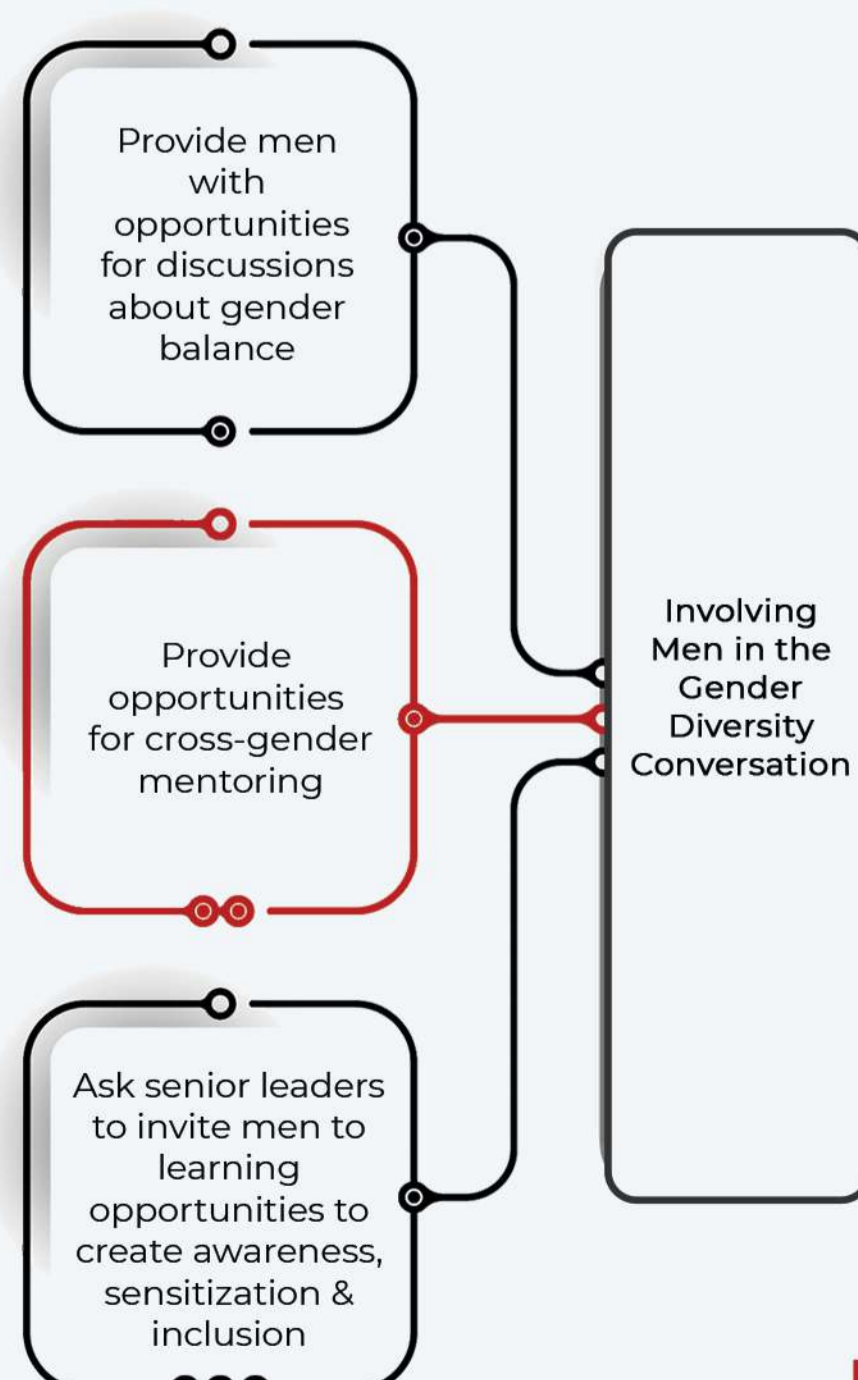 Provide men
with
opportunities
for discussions
about gender
balance
Provide
opportunities
for cross-gender
mentoring
Ask senior leaders
to invite men to
learning
opportunities to
create awareness,
sensitization &
inclusion
Involving
Men in the
Gender
Diversity
Conversation